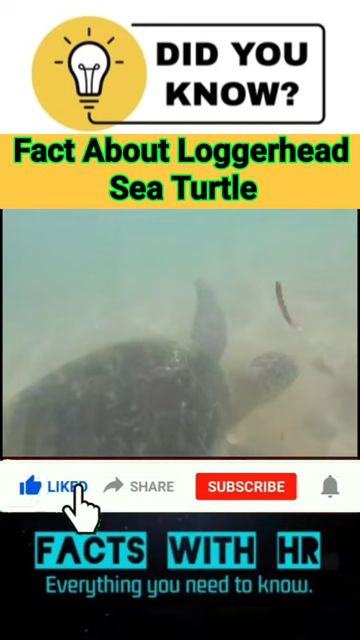 DID YOU
KNOW?
Fact About Loggerhead
Sea Turtle
LIKED SHARE SUBSCRIBE
FACTS WITH HR
Everything you need to know.